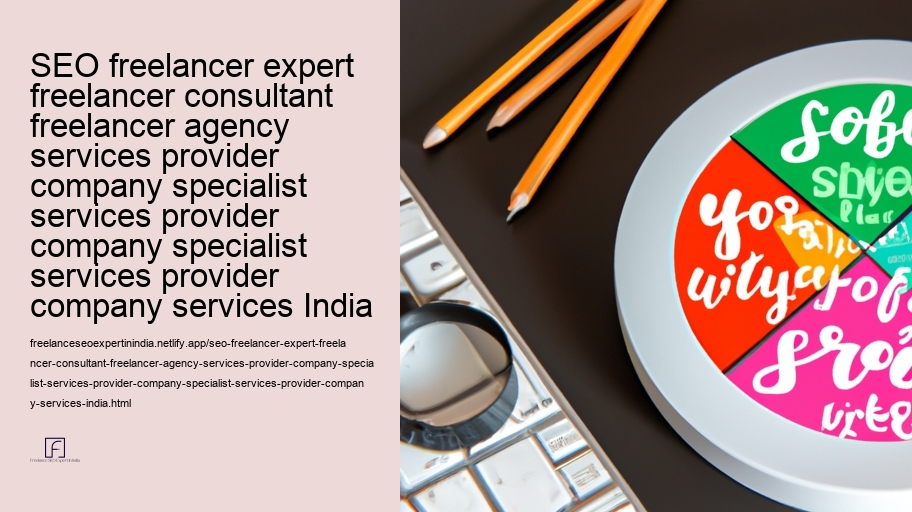 SEO freelancer expert
freelancer consultant
freelancer agency
services provider
company specialist
services provider
company specialist
services provider
company services India
freelanceseoexpertinindia.netlify.app/seo-freelancer-expert-freela
ncer-consultant-freelancer-agency-services-provider-company-specia
list-services-provider-company-specialist-services-provider-compan
y-services-india.html